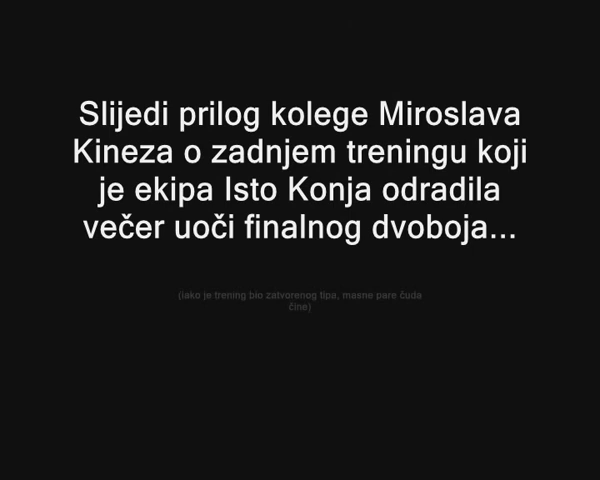 Slijedi prilog kolege Miroslava
Kineza o zadnjem treningu koji
je ekipa Isto Konja odradila
večer uoči finalnog dvoboja...
(iako je trening bio zatvorenog tipa, masne pare čuda
čine)